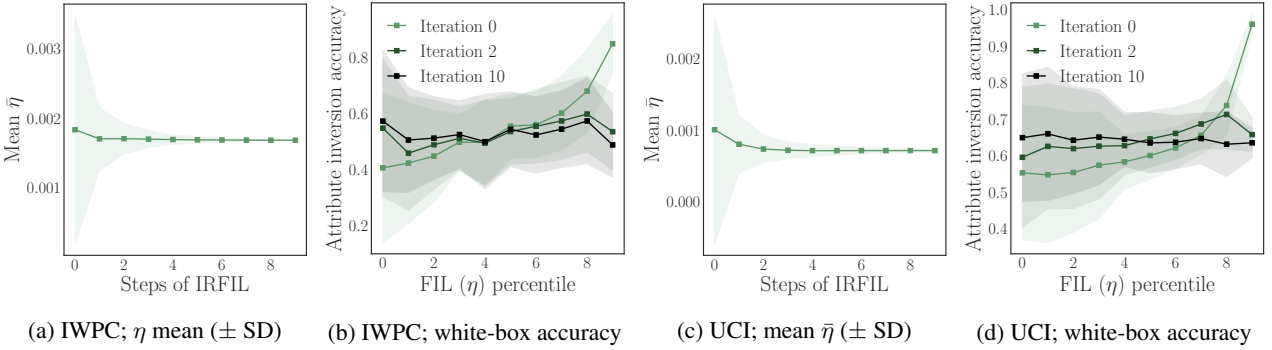 0.003
0.002
0.001
Mean η̄
0 2 4 6 8
Steps of IRFIL
(a) IWPC; η mean (± SD)
0.8
0.6
0.4
0.2
Attribute inversion accuracy
Iteration 0
Iteration 2
Iteration 10
0 2 4 6 8
FIL (η) percentile
(b) IWPC; white-box accuracy
0.002
0.001
0.000
Mean η̄
0 2 4 6 8
Steps of IRFIL
(c) UCI; mean η̄ (± SD)
1.0
0.9
0.8
0.7
0.6
0.5
0.4
Attribute inversion accuracy
Iteration 0
Iteration 2
Iteration 10
0 2 4 6 8
FIL (η) percentile
(d) UCI; white-box accuracy